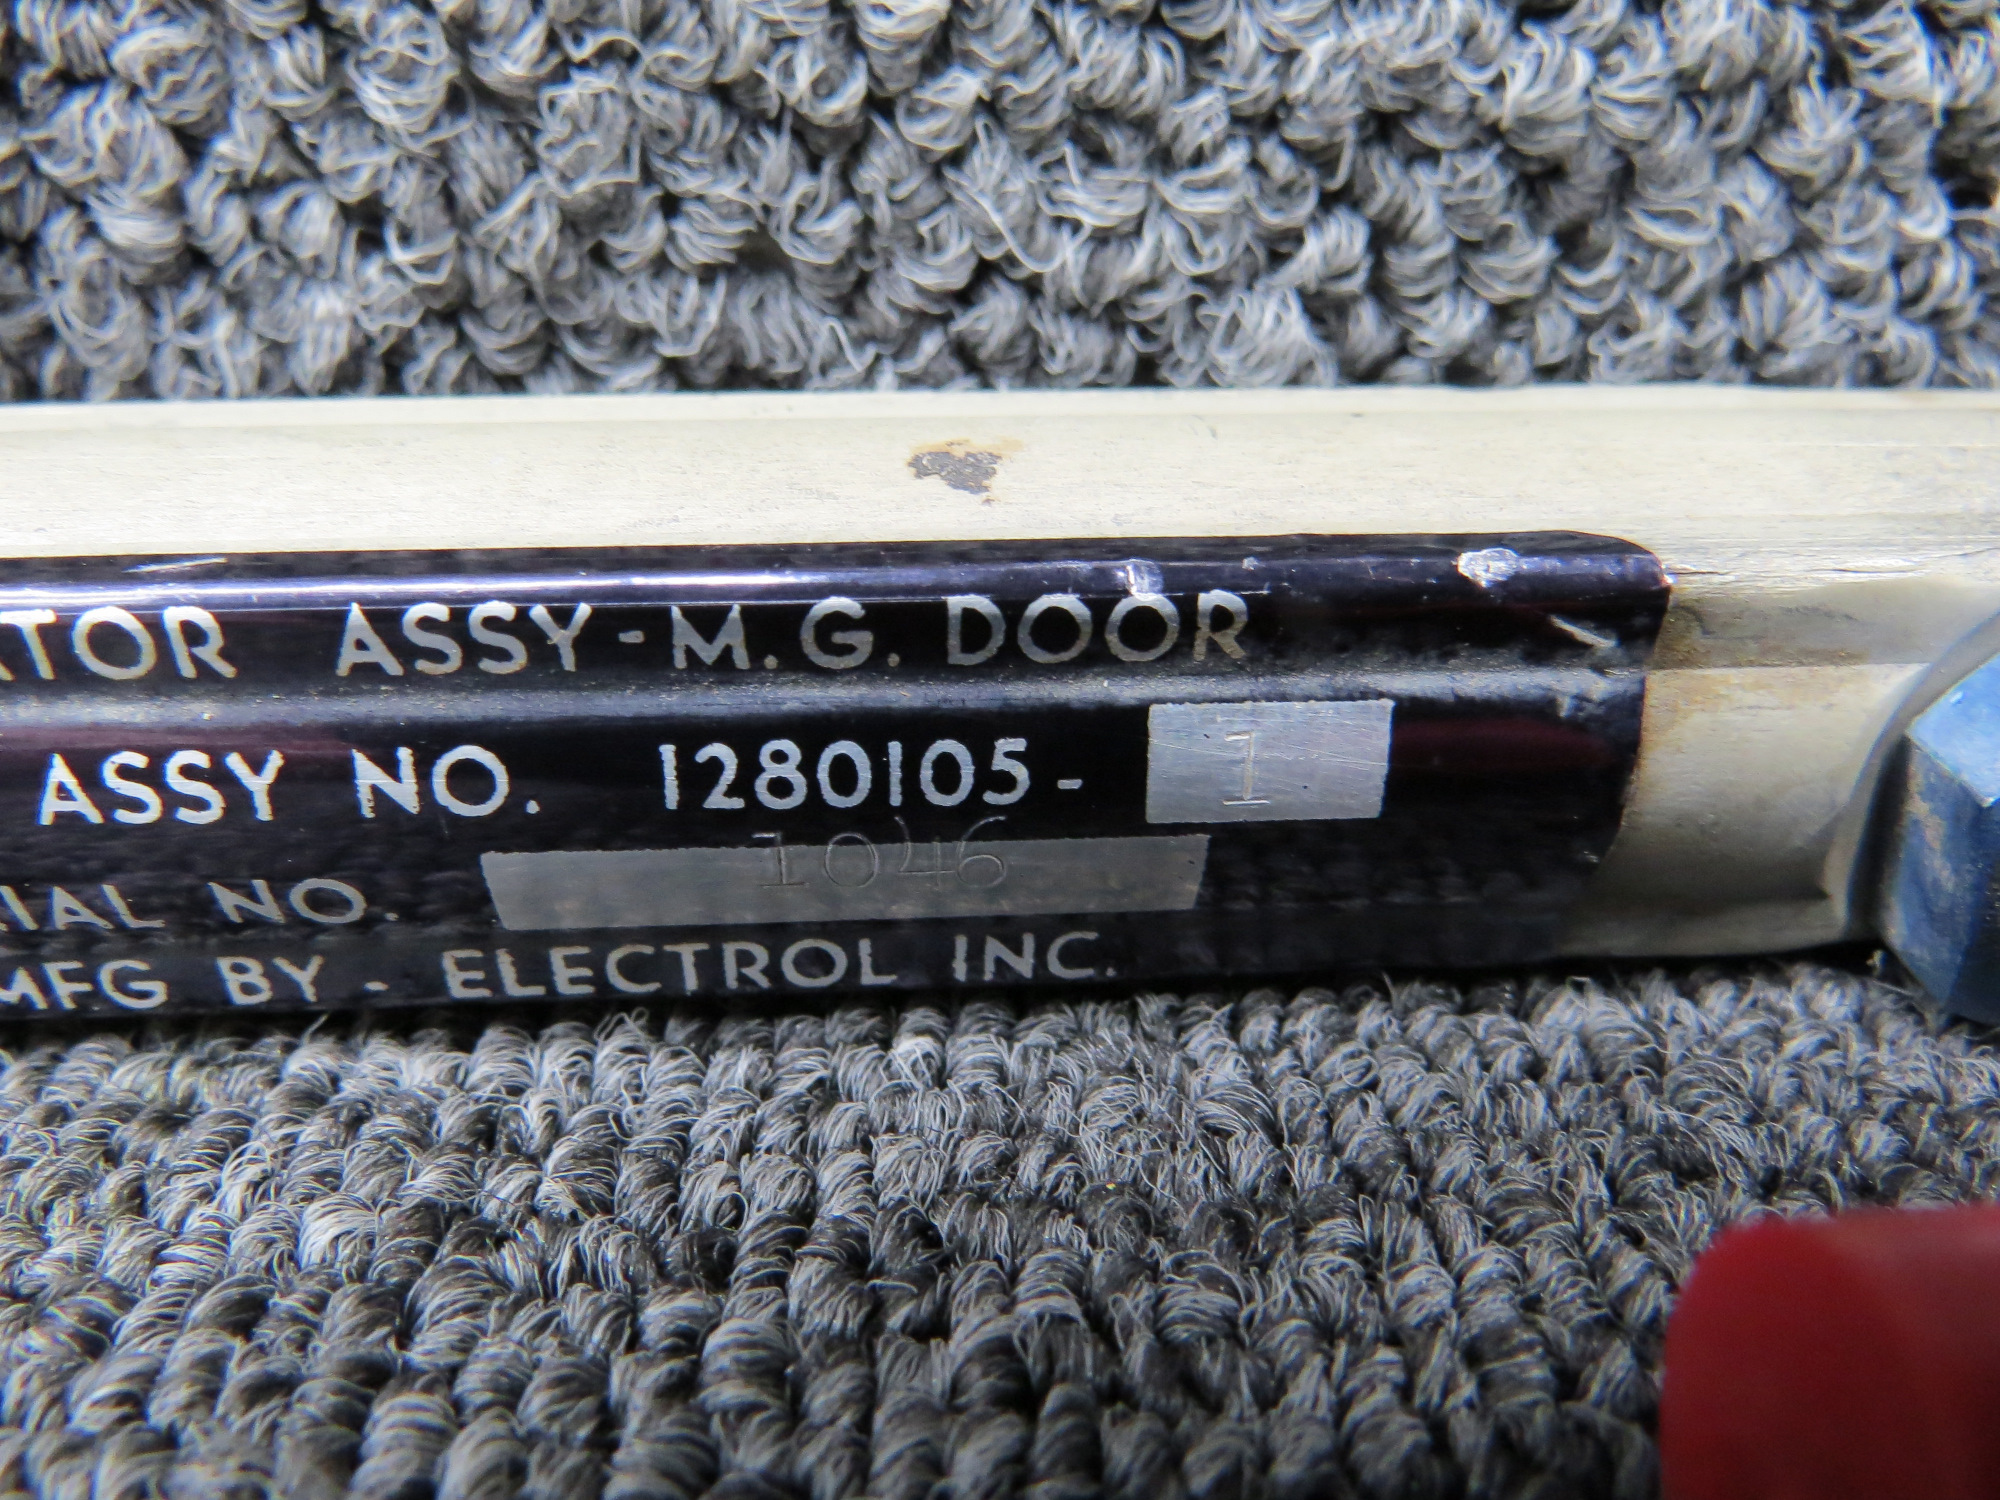 ATOR ASSY-M.G. DOOR
ASSY NO. 1280105- 1
IAL NO. 1046
MFG BY - ELECTROL INC.